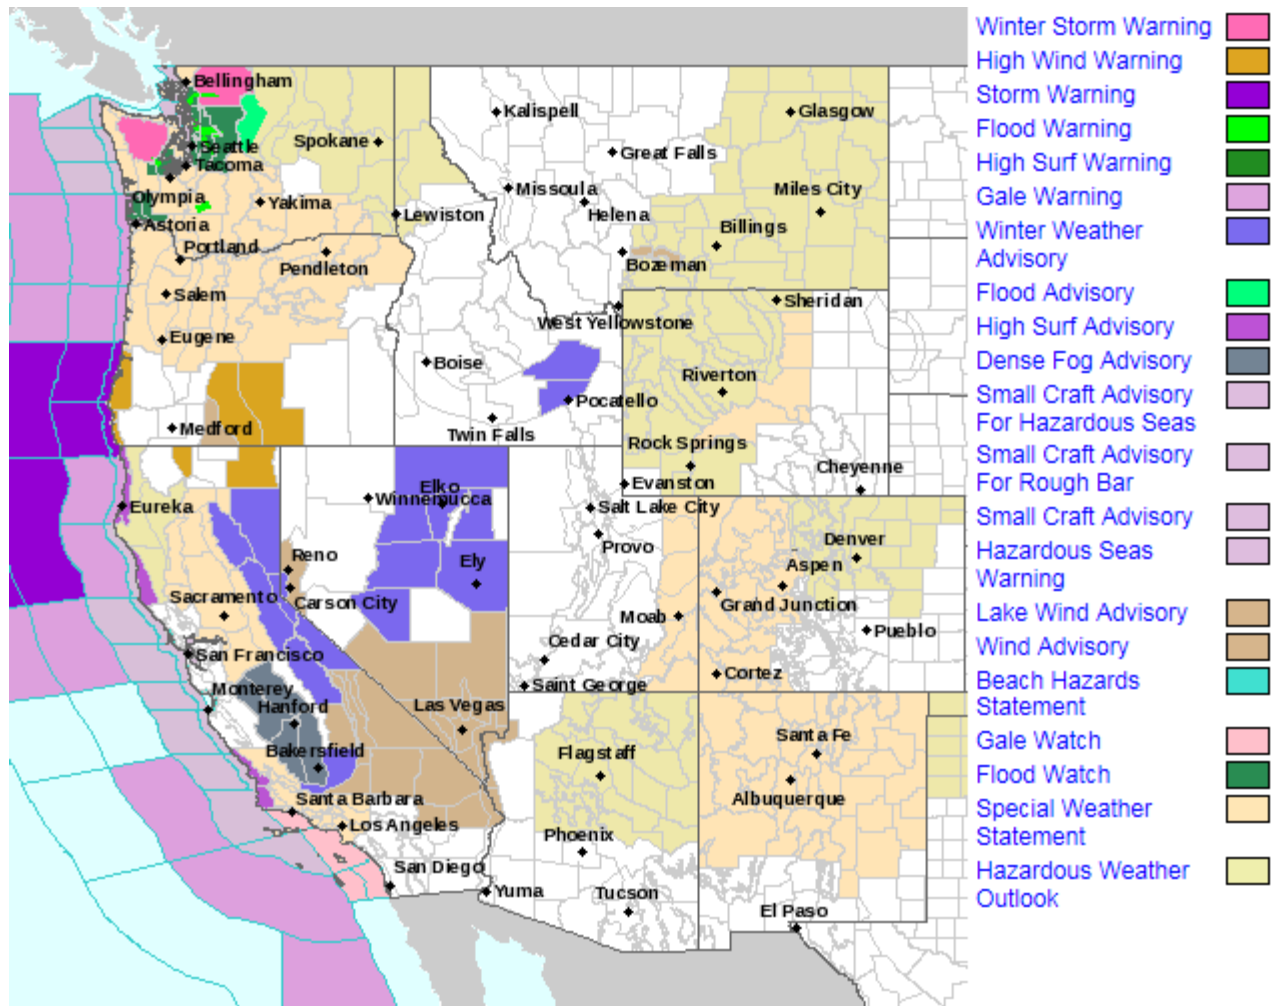 Bellingham
Seattle
Tacoma
Olympia
Astoria
Portland
Salem
Eugene
Medford
Spokane
Yakima
Pendleton
Lewiston
Kalispell
Great Falls
Missoula
Helena
Bozeman
West Yellowstone
Glasgow
Miles City
Billings
Boise
Pocatello
Twin Falls
Sheridan
Riverton
Rock Springs
Evanston
Cheyenne
Eureka
Sacramento
San Francisco
Monterey
Hanford
Bakersfield
Santa Barbara
Los Angeles
San Diego
Reno
Carson City
Winnemucca
Elko
Ely
Las Vegas
Salt Lake City
Provo
Moab
Cedar City
Saint George
Denver
Aspen
Grand Junction
Pueblo
Cortez
Flagstaff
Phoenix
Yuma
Tucson
Santa Fe
Albuquerque
El Paso
Winter Storm Warning
High Wind Warning
Storm Warning
Flood Warning
High Surf Warning
Gale Warning
Winter Weather
Advisory
Flood Advisory
High Surf Advisory
Dense Fog Advisory
Small Craft Advisory
For Hazardous Seas
Small Craft Advisory
For Rough Bar
Small Craft Advisory
Hazardous Seas
Warning
Lake Wind Advisory
Wind Advisory
Beach Hazards
Statement
Gale Watch
Flood Watch
Special Weather
Statement
Hazardous Weather
Outlook